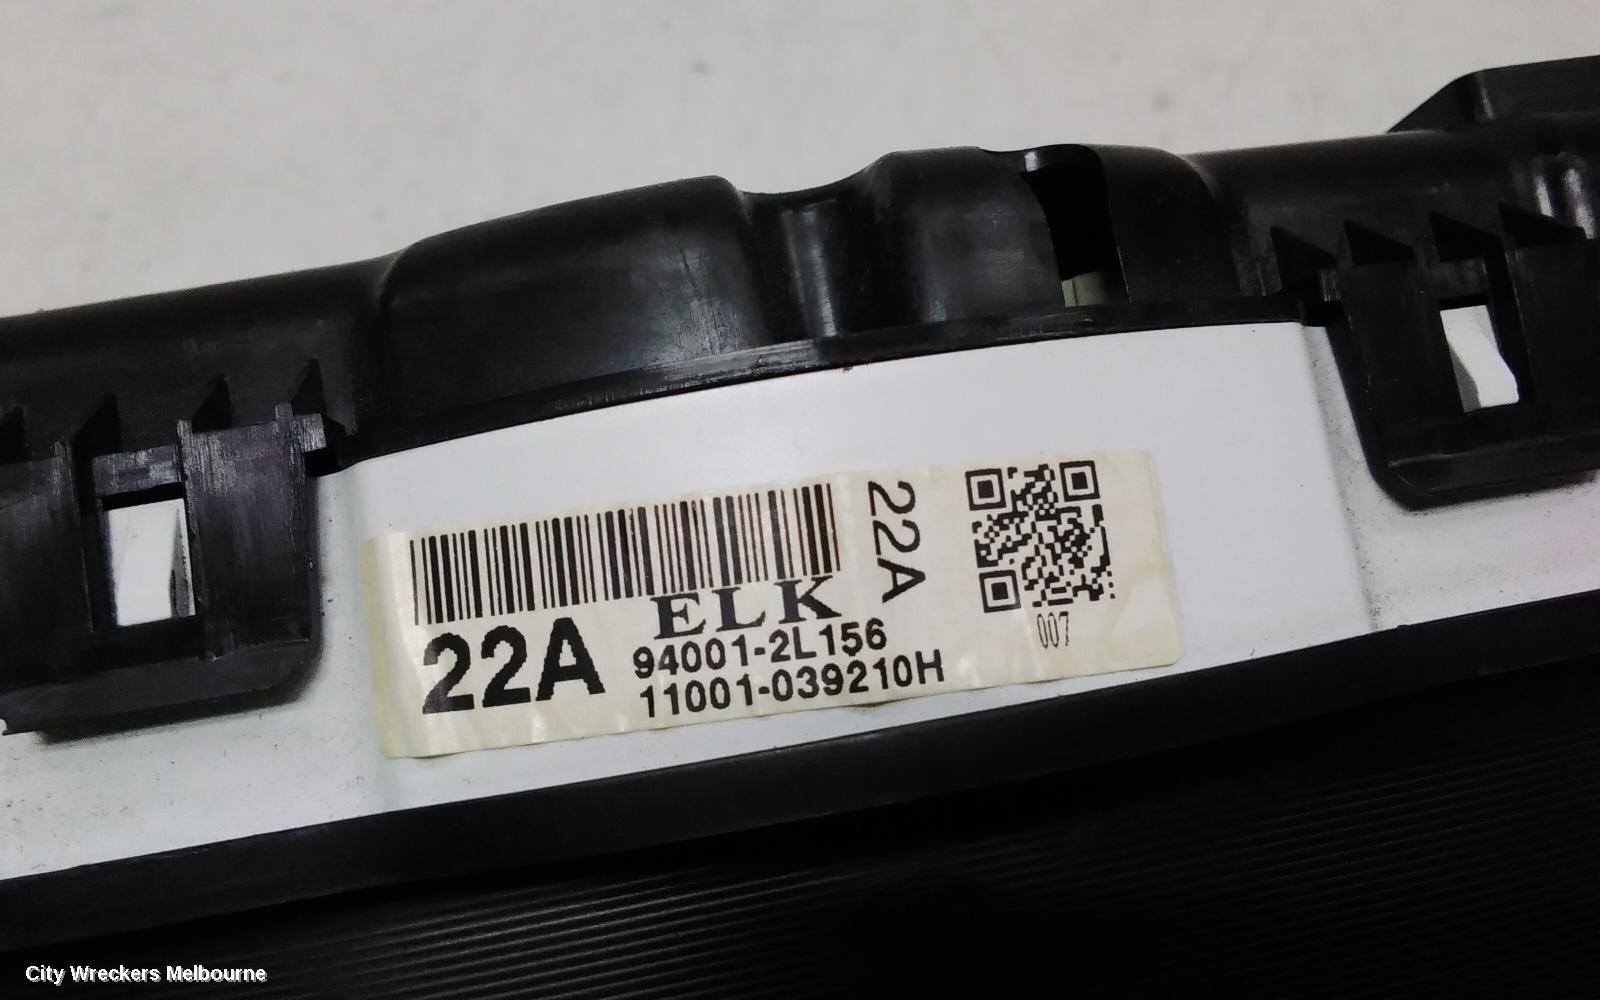 ELK
22A
94001-2L156
11001-039210H
22A
007
City Wreckers Melbourne